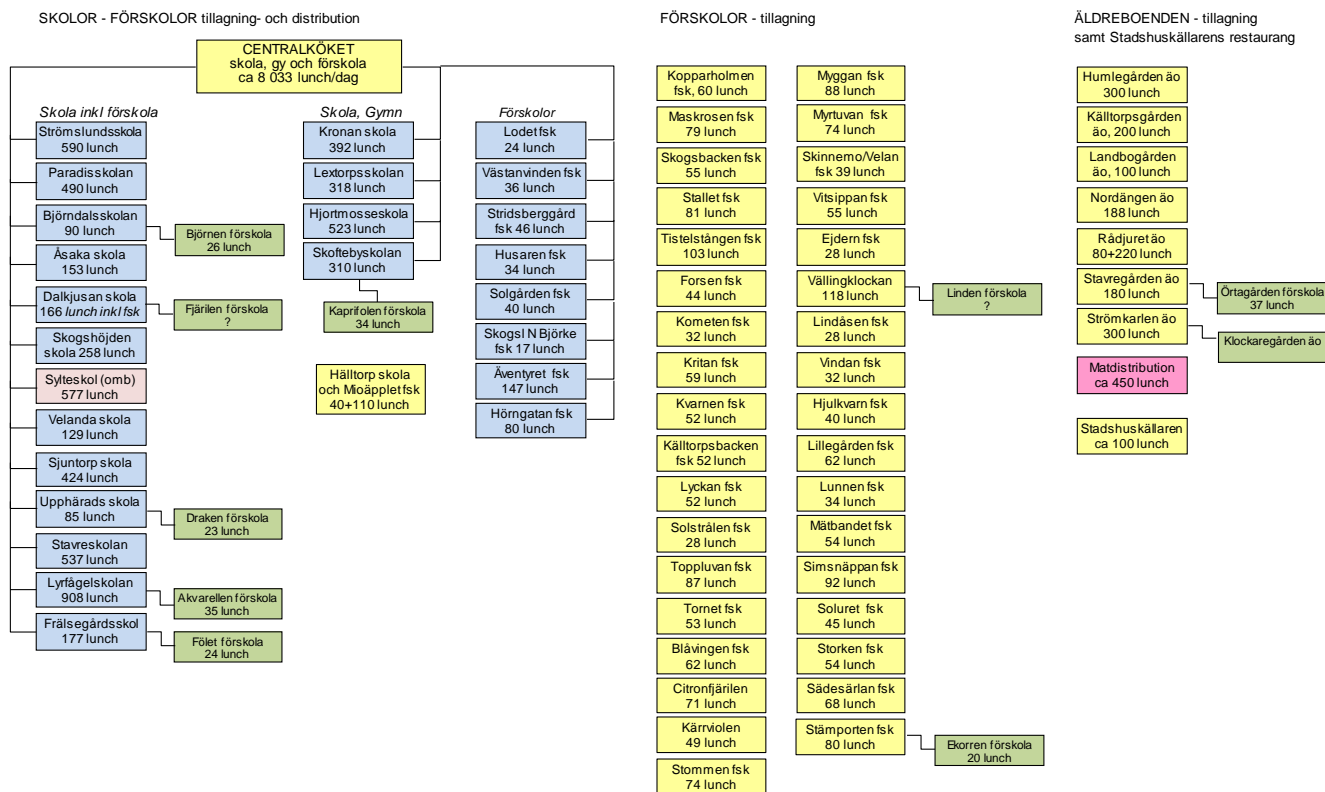 SKOLOR - FÖRSKOLOR tillagning- och distribution
CENTRALKÖKET
skola, gy och förskola
ca 8 033 lunch/dag
Skola inkl förskola
Strömslundsskola
590 lunch
Paradisskolan
490 lunch
Björndalsskolan
90 lunch
Björnen förskola
26 lunch
Åsaka skola
153 lunch
Dalkjusan skola
166 lunch inkl fsk
Fjärilen förskola
?
Skogshöjden
skola 258 lunch
Sylteskol (omb)
577 lunch
Velanda skola
129 lunch
Sjuntorp skola
424 lunch
Upphärads skola
85 lunch
Draken förskola
23 lunch
Stavreskolan
537 lunch
Lyrfågelskolan
908 lunch
Akvarellen förskola
35 lunch
Frälsegårdsskol
177 lunch
Fölet förskola
24 lunch
Skola, Gymn
Kronan skola
392 lunch
Lextorpsskolan
318 lunch
Hjortmosseskola
523 lunch
Skoftebyskolan
310 lunch
Kaprifolen förskola
34 lunch
Hälltorp skola
och Mioäpplet fsk
40+110 lunch
Förskolor
Lodet fsk
24 lunch
Västanvinden fsk
36 lunch
Stridsberggård
fsk 46 lunch
Husaren fsk
34 lunch
Solgården fsk
40 lunch
Skogsl N Björke
fsk 17 lunch
Äventyret fsk
147 lunch
Hörngatan fsk
80 lunch
FÖRSKOLOR - tillagning
Kopparholmen
fsk, 60 lunch
Maskrosen fsk
79 lunch
Skogsbacken fsk
55 lunch
Stallet fsk
81 lunch
Tistelstången fsk
103 lunch
Forsen fsk
44 lunch
Kometen fsk
32 lunch
Kritan fsk
59 lunch
Kvarnen fsk
52 lunch
Källtorpsbacken
fsk 52 lunch
Lyckan fsk
52 lunch
Solstrålen fsk
28 lunch
Toppluvan fsk
87 lunch
Tornet fsk
53 lunch
Blåvingen fsk
62 lunch
Citronfjärilen
71 lunch
Kärrviolen
49 lunch
Stommen fsk
74 lunch
Myggan fsk
88 lunch
Myrtuvan fsk
74 lunch
Skinnemo/Velan
fsk 39 lunch
Vitsippan fsk
55 lunch
Ejdern fsk
28 lunch
Vällingklockan
118 lunch
Linden förskola
?
Lindåsen fsk
28 lunch
Vindan fsk
32 lunch
Hjulkvarn fsk
40 lunch
Lillegården fsk
62 lunch
Lunnen fsk
34 lunch
Mätbandet fsk
54 lunch
Simsnäppan fsk
92 lunch
Soluret fsk
45 lunch
Storken fsk
54 lunch
Sädesärlan fsk
68 lunch
Stämporten fsk
80 lunch
Ekorren förskola
20 lunch
ÄLDREBOENDEN - tillagning
samt Stadshuskällarens restaurang
Humlegården äo
300 lunch
Källtorpsgården
äo, 200 lunch
Landbogården
äo, 100 lunch
Nordängen äo
188 lunch
Rådjuret äo
80+220 lunch
Stavregården äo
180 lunch
Örtagården förskola
37 lunch
Strömkarlen äo
300 lunch
Klockaregården äo
Matdistribution
ca 450 lunch
Stadshuskällaren
ca 100 lunch